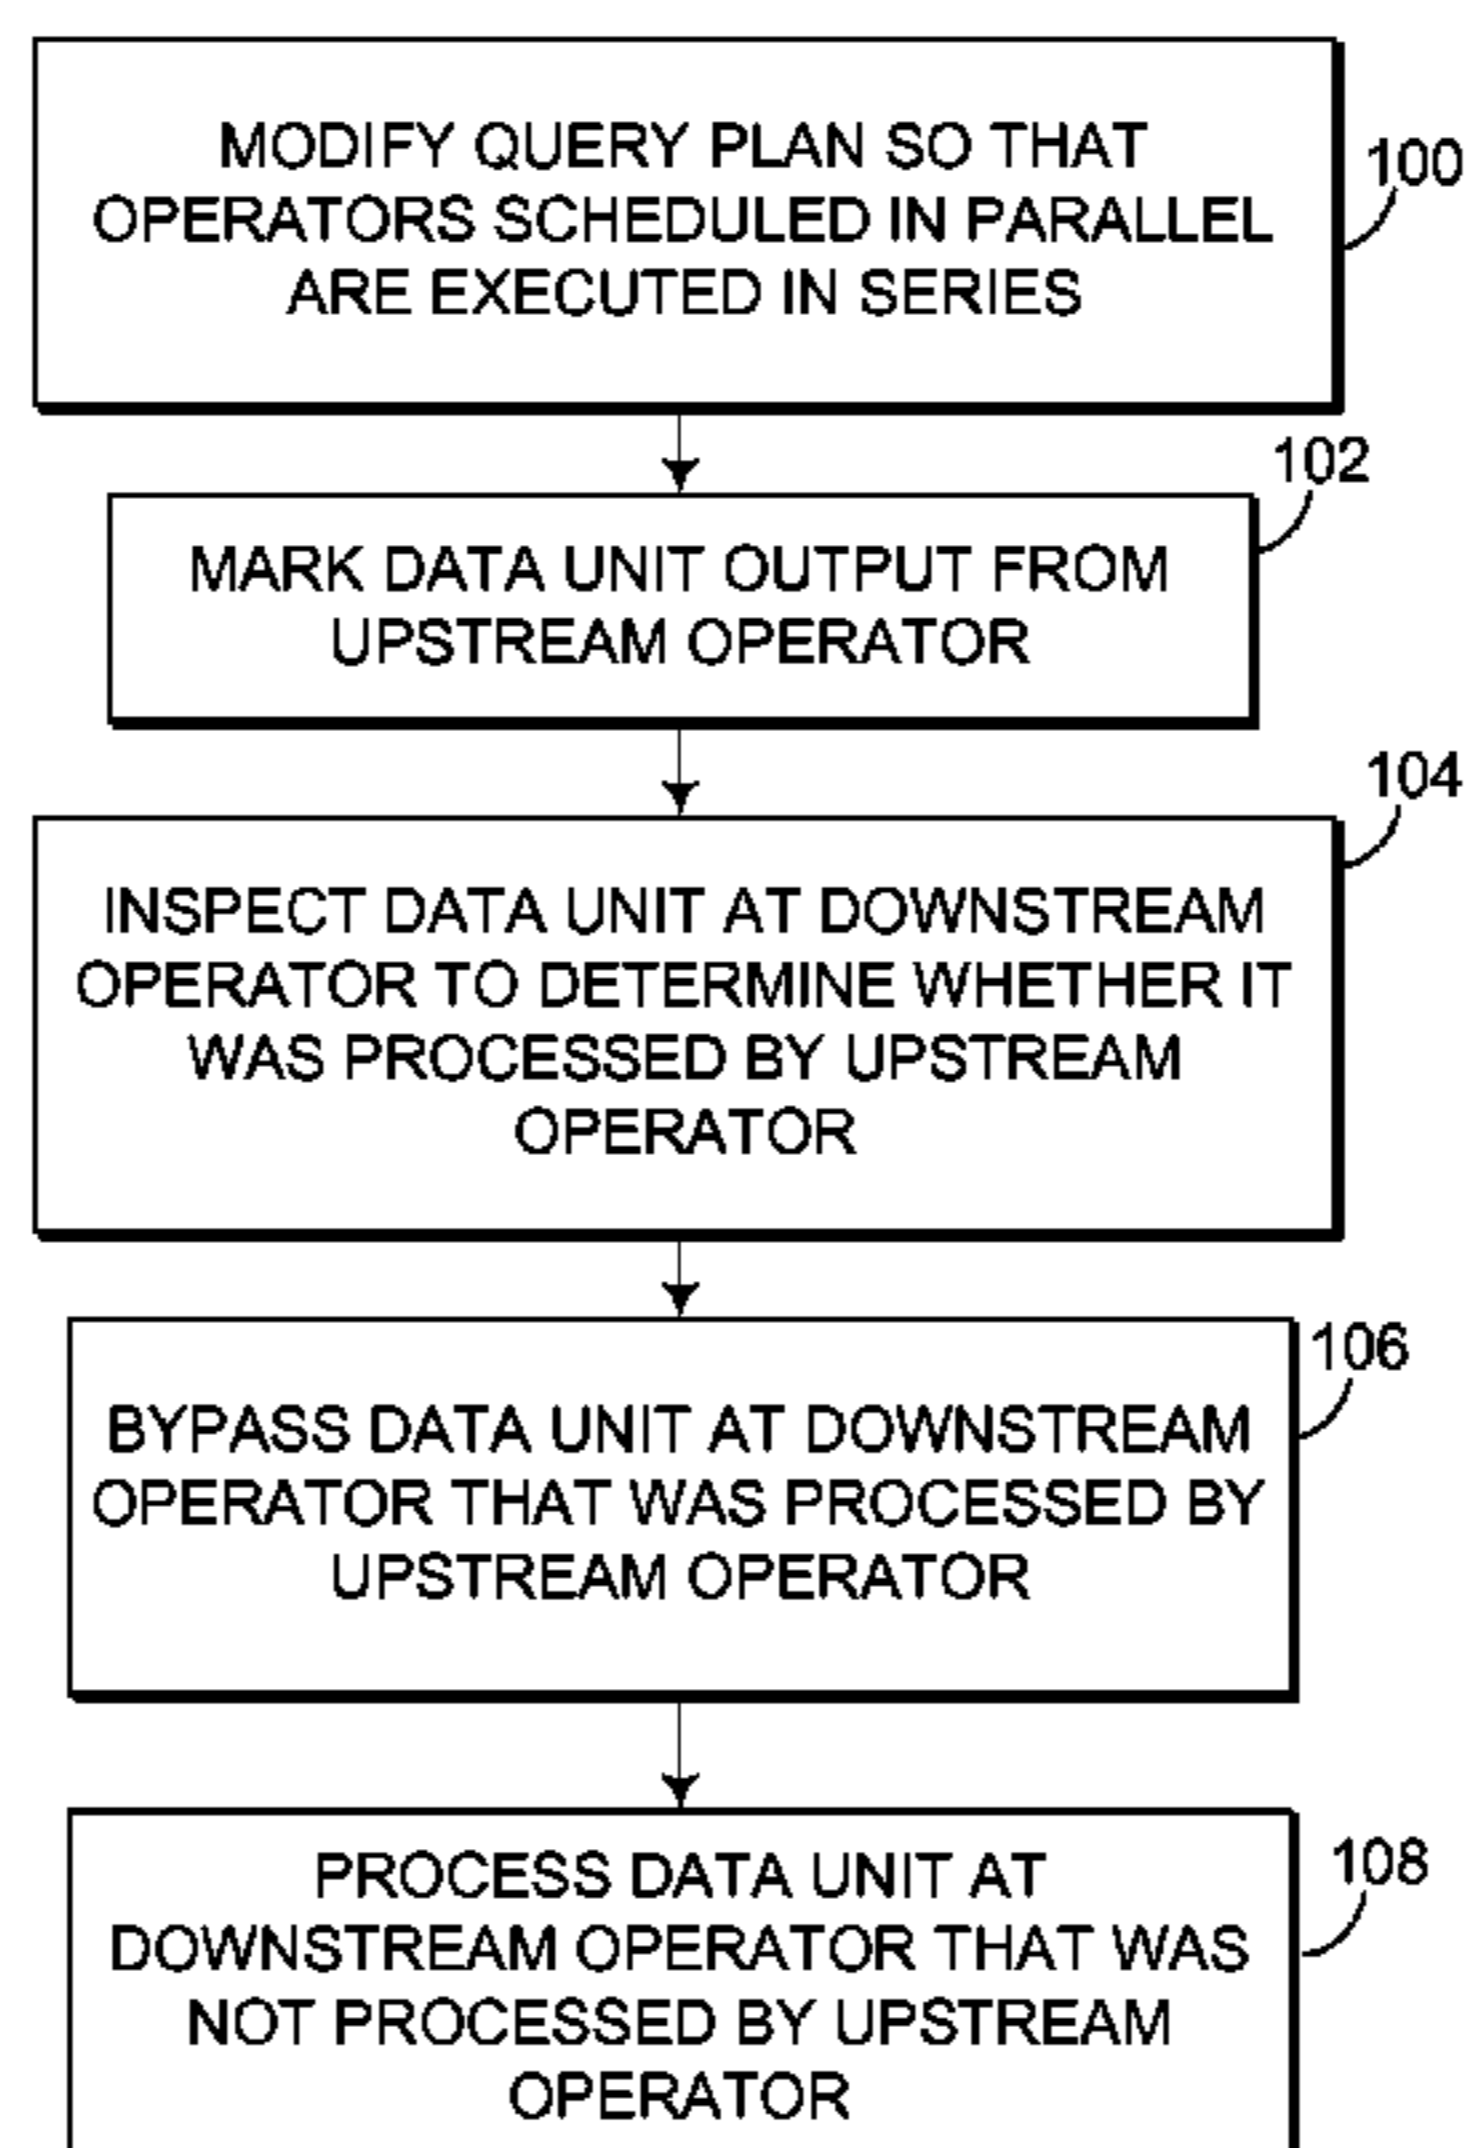 MODIFY QUERY PLAN SO THAT
OPERATORS SCHEDULED IN PARALLEL
ARE EXECUTED IN SERIES
100
102
MARK DATA UNIT OUTPUT FROM
UPSTREAM OPERATOR
104
INSPECT DATA UNIT AT DOWNSTREAM
OPERATOR TO DETERMINE WHETHER IT
WAS PROCESSED BY UPSTREAM
OPERATOR
106
BYPASS DATA UNIT AT DOWNSTREAM
OPERATOR THAT WAS PROCESSED BY
UPSTREAM OPERATOR
108
PROCESS DATA UNIT AT
DOWNSTREAM OPERATOR THAT WAS
NOT PROCESSED BY UPSTREAM
OPERATOR